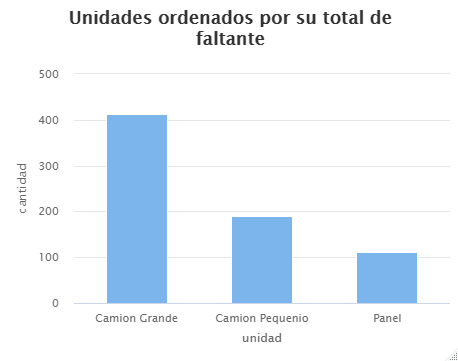 Unidades ordenados por su total de
faltante
500
400
300
200
100
0
cantidad
Camion Grande
Camion Pequenio
Panel
unidad